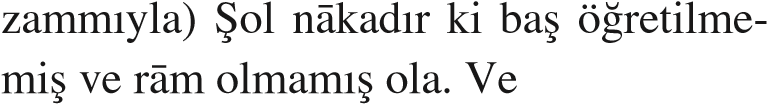 zammıyla) Şol nākadır ki baş öğretilme-
miş ve rām olmamış ola. Ve